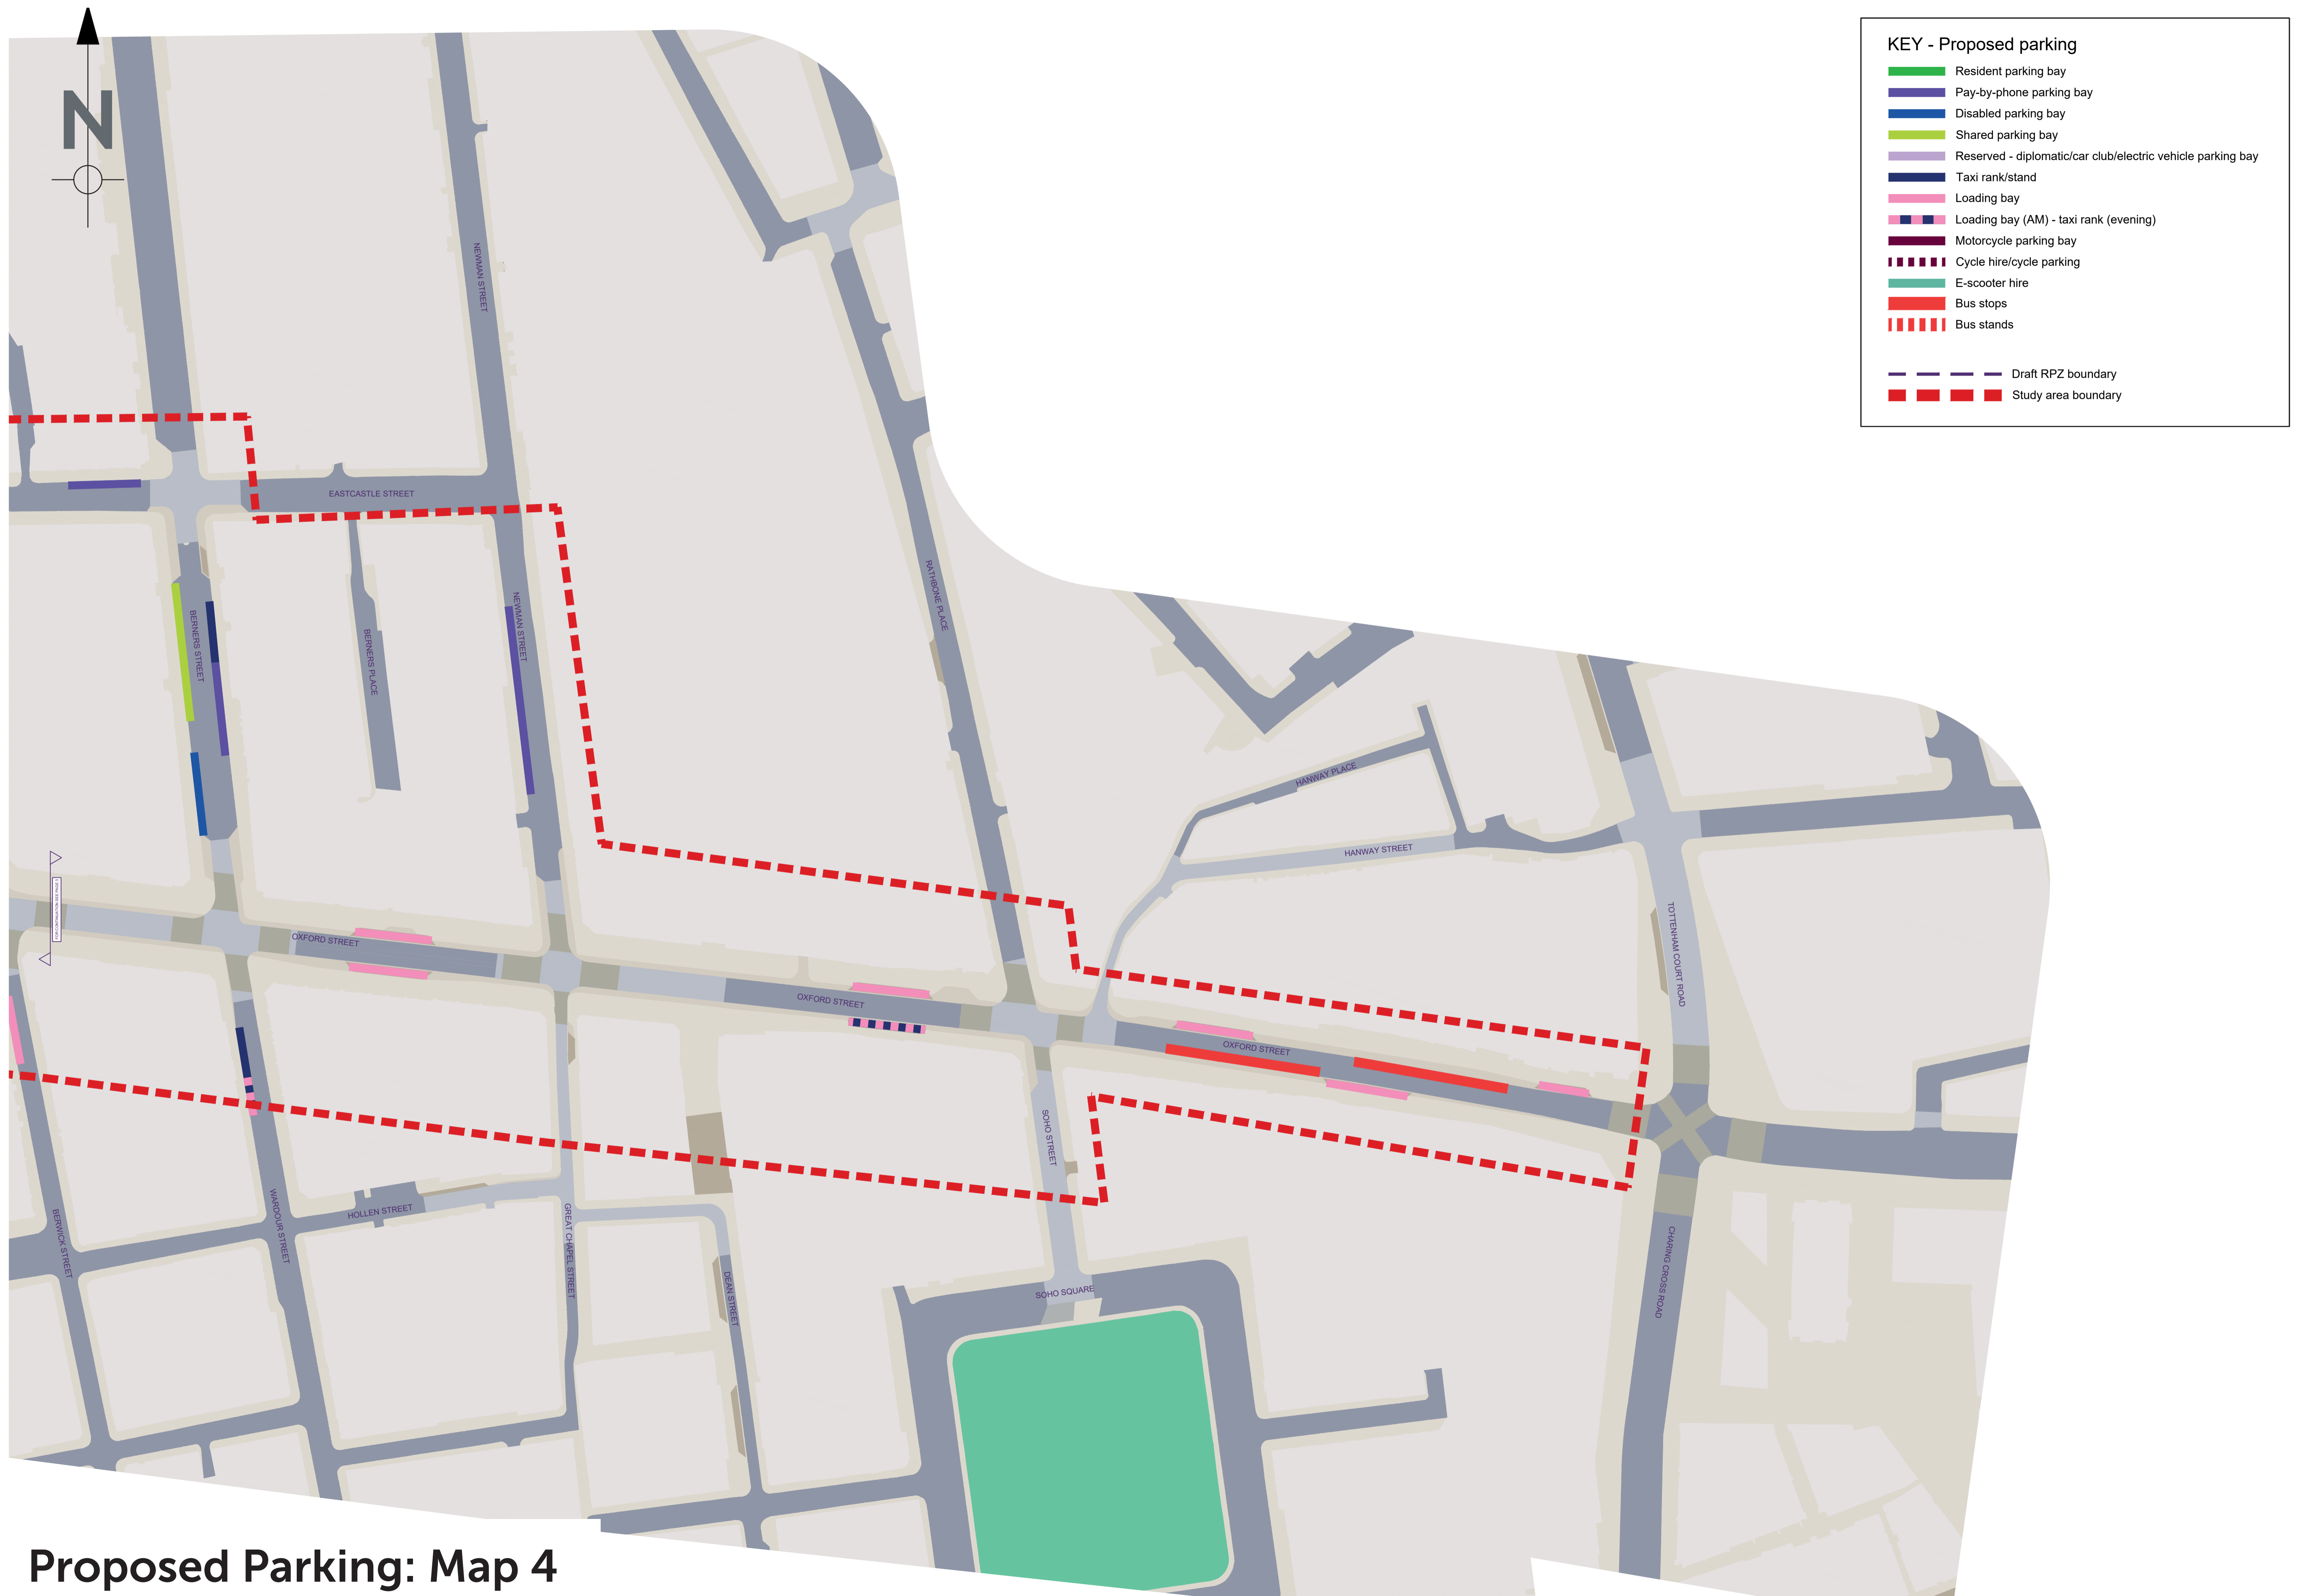 N
KEY - Proposed parking
Resident parking bay
Pay-by-phone parking bay
Disabled parking bay
Shared parking bay
Reserved - diplomatic/car club/electric vehicle parking bay
Taxi rank/stand
Loading bay
Loading bay (AM) - taxi rank (evening)
Motorcycle parking bay
Cycle hire/cycle parking
E-scooter hire
Bus stops
Bus stands
Draft RPZ boundary
Study area boundary
NEWMAN STREET
EASTCASTLE STREET
BERNERS STREET
BERNERS PLACE
NEWMAN STREET
RATHBONE PLACE
HANWAY PLACE
HANWAY STREET
TOTTENHAM COURT ROAD
OXFORD STREET
OXFORD STREET
OXFORD STREET
SOHO STREET
BERWICK STREET
WARDOUR STREET
HOLLEN STREET
GREAT CHAPEL STREET
DEAN STREET
SOHO SQUARE
CHARING CROSS ROAD
Proposed Parking: Map 4